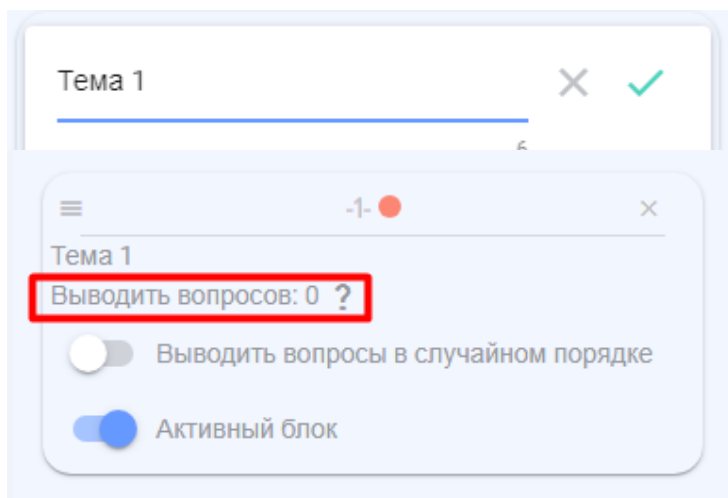 Тема 1
6
-1-
Тема 1
Выводить вопросов: 0 ?
Выводить вопросы в случайном порядке
Активный блок